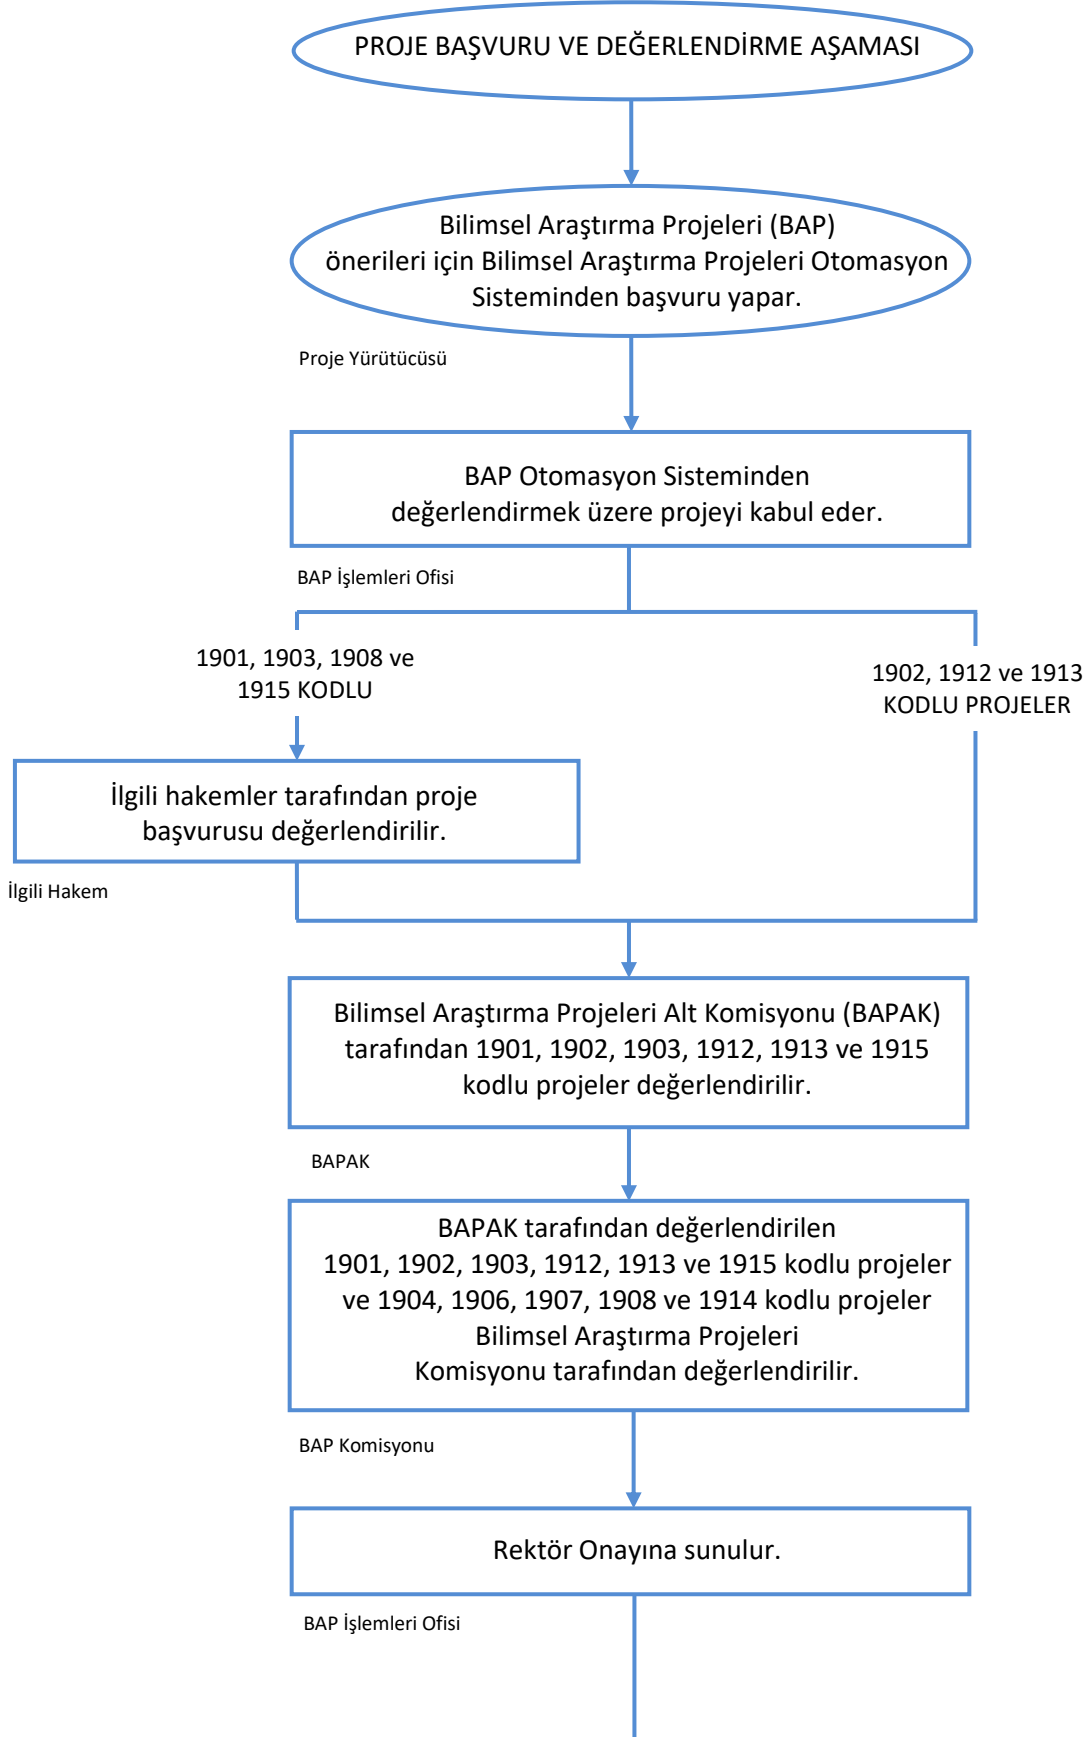 PROJE BAŞVURU VE DEĞERLENDİRME AŞAMASI
Bilimsel Araştırma Projeleri (BAP)
önerileri için Bilimsel Araştırma Projeleri Otomasyon
Sisteminden başvuru yapar.
Proje Yürütücüsü
BAP Otomasyon Sisteminden
değerlendirmek üzere projeyi kabul eder.
BAP İşlemleri Ofisi
1901, 1903, 1908 ve
1915 KODLU
1902, 1912 ve 1913
KODLU PROJELER
İlgili hakemler tarafından proje
başvurusu değerlendirilir.
İlgili Hakem
Bilimsel Araştırma Projeleri Alt Komisyonu (BAPAK)
tarafından 1901, 1902, 1903, 1912, 1913 ve 1915
kodlu projeler değerlendirilir.
BAPAK
BAPAK tarafından değerlendirilen
1901, 1902, 1903, 1912, 1913 ve 1915 kodlu projeler
ve 1904, 1906, 1907, 1908 ve 1914 kodlu projeler
Bilimsel Araştırma Projeleri
Komisyonu tarafından değerlendirilir.
BAP Komisyonu
Rektör Onayına sunulur.
BAP İşlemleri Ofisi